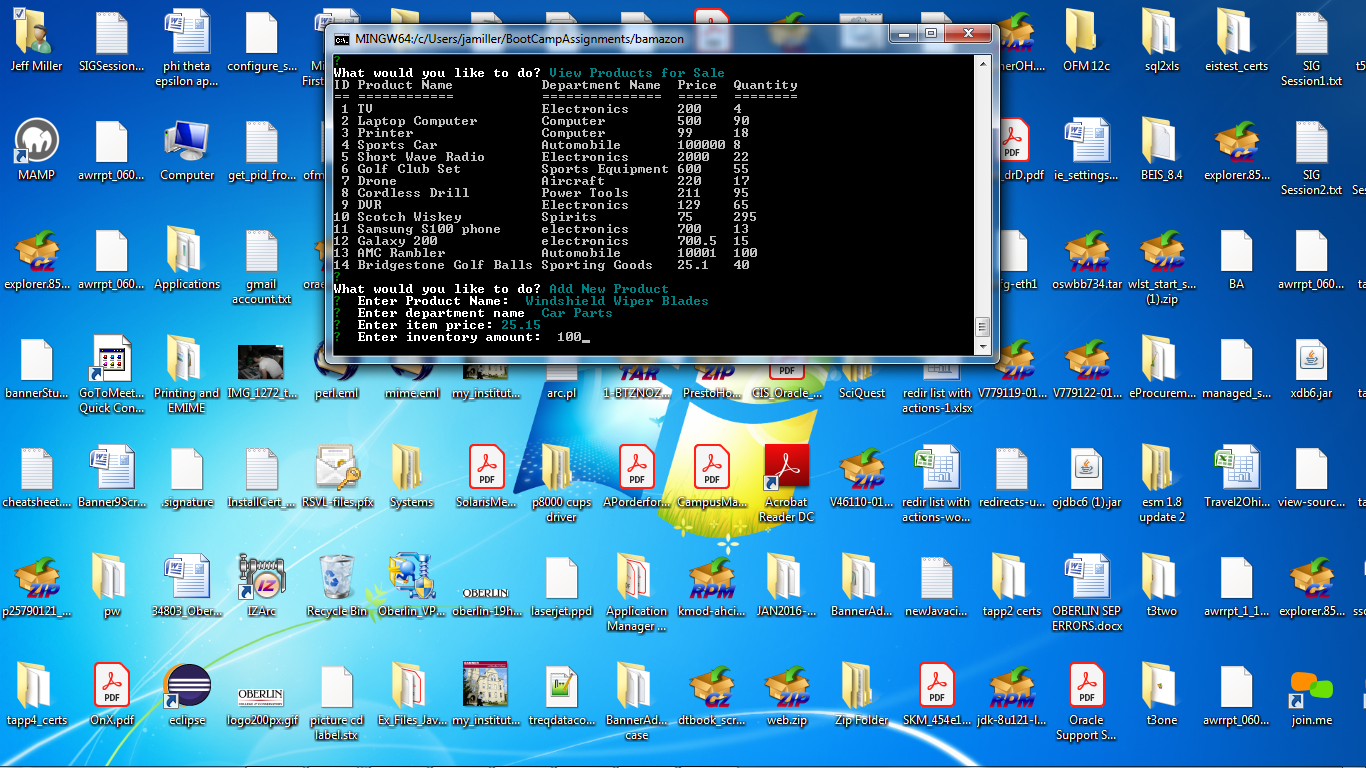 MINGW64:/c/Users/jamiller/BootCampAssignments/bamazon
?
What would you like to do? View Products for Sale
ID Product Name Department Name Price Quantity
== ============ =============== ===== ========
1 TV Electronics 200 4
2 Laptop Computer Computer 500 90
3 Printer Computer 99 18
4 Sports Car Automobile 100000 8
5 Short Wave Radio Electronics 2000 22
6 Golf Club Set Sports Equipment 600 55
7 Drone Aircraft 220 17
8 Cordless Drill Power Tools 211 95
9 DVR Electronics 129 65
10 Scotch Wiskey Spirits 75 295
11 Samsung S100 phone electronics 700 13
12 Galaxy 200 electronics 700.5 15
13 AMC Rambler Automobile 10001 100
14 Bridgestone Golf Balls Sporting Goods 25.1 40
?
What would you like to do? Add New Product
? Enter Product Name: Windshield Wiper Blades
? Enter department name Car Parts
? Enter item price: 25.15
? Enter inventory amount: 100_
Jeff Miller SIGSession... phi theta configure_s... OFM 12c sql2xls eistest_certs SIG
epsilon ap... Session1.txt
MAMP awrrpt_060... Computer get_pid_fro... _drD.pdf ie_settings... BEIS_8.4 explorer.85... SIG
Session2.txt
explorer.85... awrrpt_060... Applications gmail fg-eth1 oswbb734.tar wlst_start_s... BA awrrpt_060...
account.txt (1).zip
bannerStu... GoToMeet... Printing and IMG_1272_t... perl.eml mime.eml my_institut... arc.pl 1-BTZNOZ... PrestoHo... CIS_Oracle_... SciQuest redir list with V779119-01... V779122-01... eProcurem... managed_s... xdb6.jar
Quick Con... EMIME actions-1.xlsx
cheatsheet... Banner9Scr... .signature InstallCert_... RSVL-files.pfx Systems SolarisMe... p8000 cups APorderfor... CampusMa... Acrobat V46110-01... redir list with redirects-u... ojdbc6 (1).jar esm 1.8 Travel2Ohi... view-sourc...
driver Reader DC actions-wo... update 2
p25790121_... pw 34803_Ober... IZArc Recycle Bin Oberlin_VP... oberlin-19h... laserjet.ppd Application kmod-ahci... JAN2016-... BannerAd... newJavaci... tapp2 certs OBERLIN SEP t3two awrrpt_1_1... explorer.85...
Manager ... ERRORS.docx
tapp4_certs OnX.pdf eclipse logo200px.gif picture cd Ex_Files_Jav... my_institut... treqdataco... BannerAd... dtbook_scr... web.zip Zip Folder SKM_454e1... jdk-8u121-l... Oracle t3one awrrpt_060... join.me
label.stx case Support S...